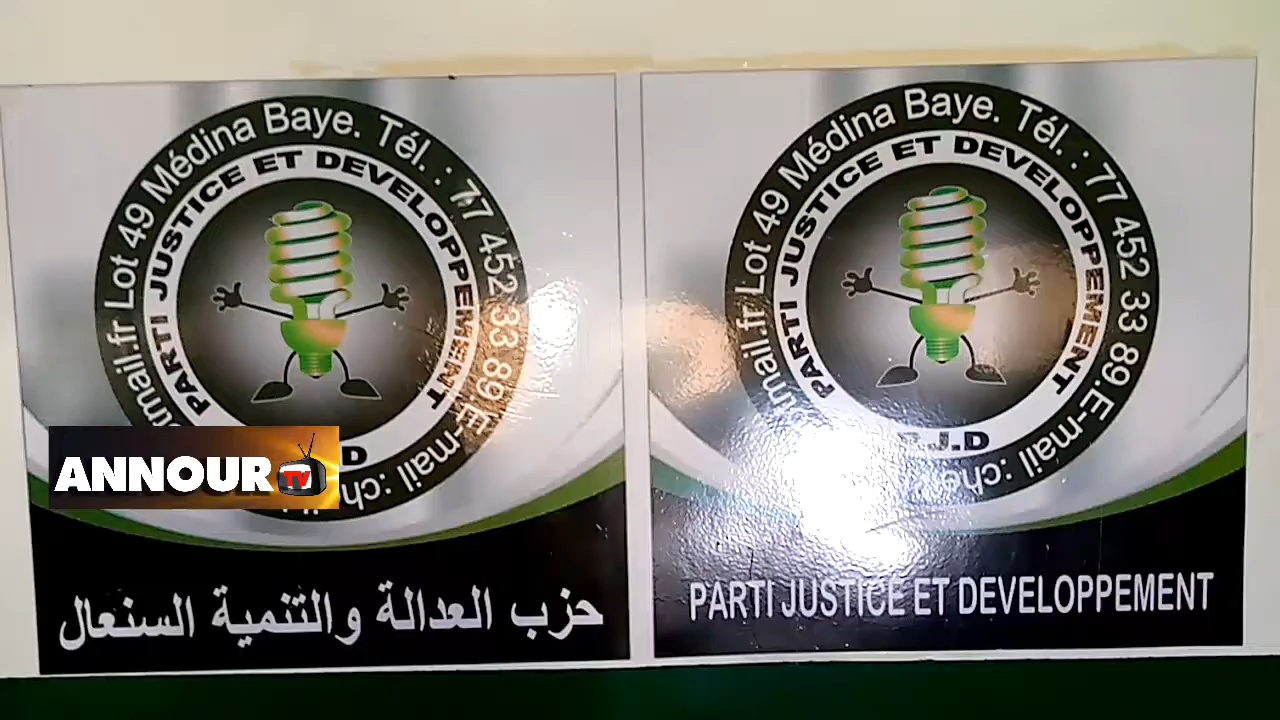 Lot 49 Médina Baye. Tél. : 77 452 33 89.E-mail :ch
mail.fr
PARTI JUSTICE ET DEVELOPPEMENT
D
حزب العدالة والتنمية السنغال
ANNOUR TV
Lot 49 Médina Baye. Tél. : 77 452 33 89.E-mail :che
mail.fr
PARTI JUSTICE ET DEVELOPPEMENT
P.J.D
PARTI JUSTICE ET DEVELOPPEMENT